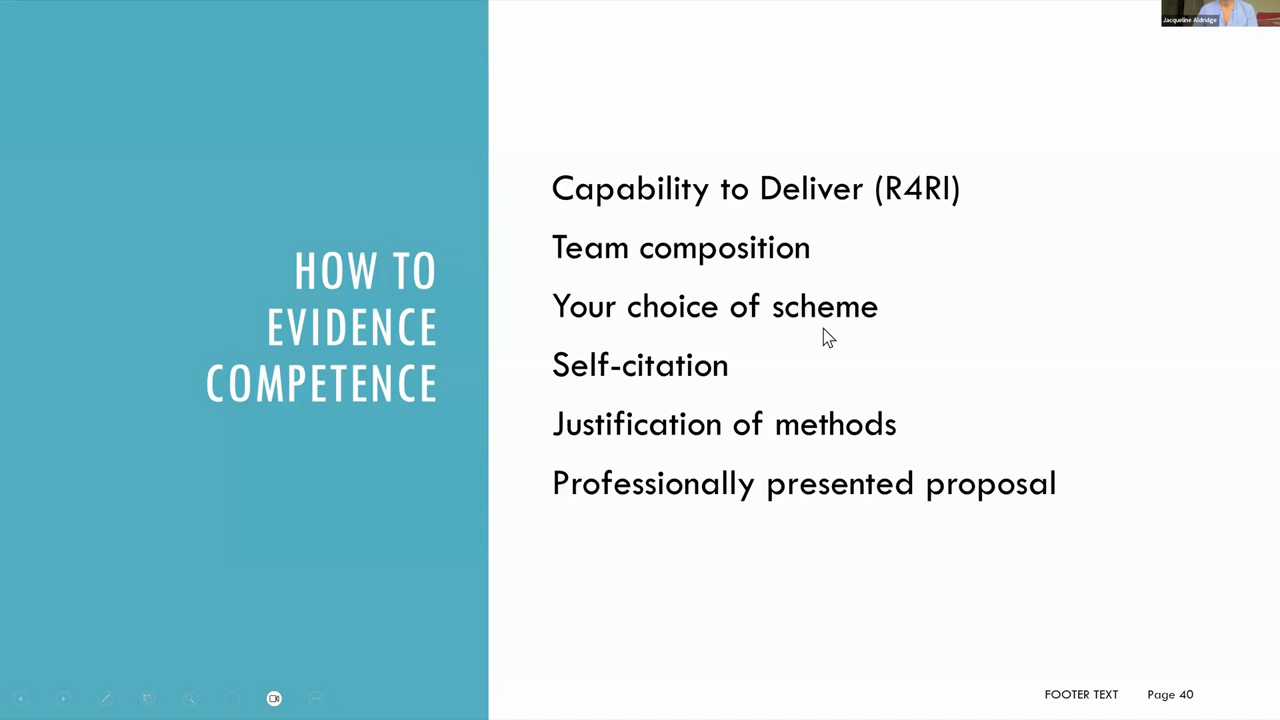 Jacqueline Aldridge
HOW TO
EVIDENCE
COMPETENCE
Capability to Deliver (R4RI)
Team composition
Your choice of scheme
Self-citation
Justification of methods
Professionally presented proposal
FOOTER TEXT
Page 40